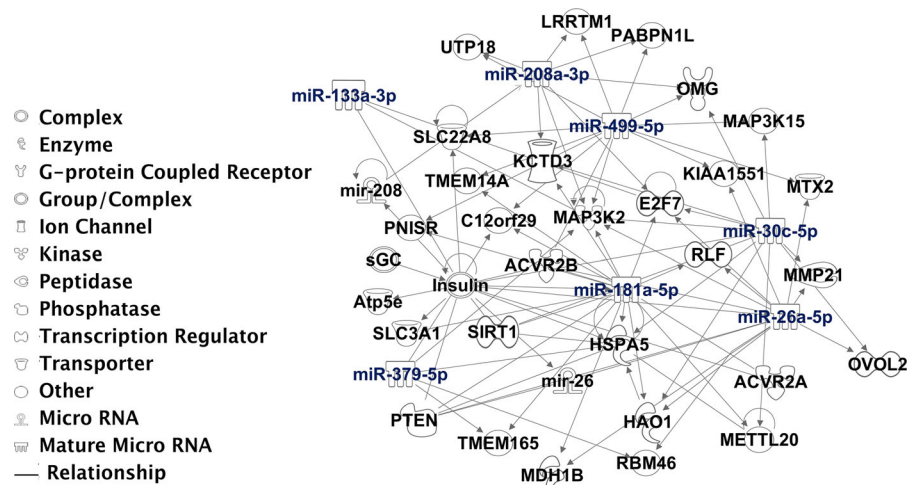 LRRTM1
UTP18
PABPN1L
miR-208a-3p
miR-133a-3p
OMG
miR-499-5p
MAP3K15
SLC22A8
KCTD3
KIAA1551
mir-208
TMEM14A
MTX2
E2F7
PNISR
C12orf29
MAP3K2
miR-30c-5p
sGC
ACVR2B
RLF
MMP21
Insulin
miR-181a-5p
Atp5e
miR-26a-5p
SLC3A1
SIRT1
HSPA5
OVOL2
miR-379-5p
mir-26
ACVR2A
PTEN
HAO1
TMEM165
METTL20
MDH1B
RBM46
Complex
Enzyme
G-protein Coupled Receptor
Group/Complex
Ion Channel
Kinase
Peptidase
Phosphatase
Transcription Regulator
Transporter
Other
Micro RNA
Mature Micro RNA
Relationship